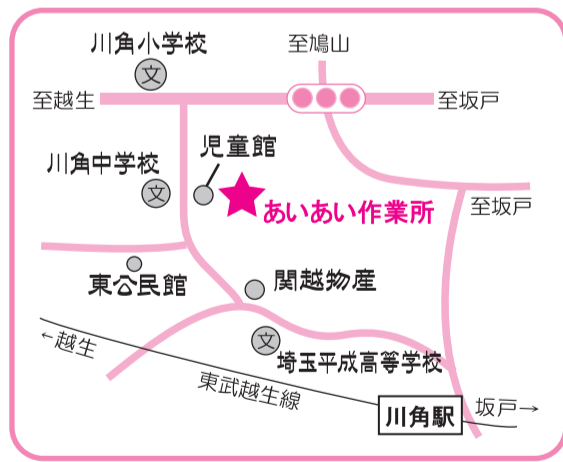 川角小学校
文
至鳩山
至越生
至坂戸
児童館
川角中学校
文
あいあい作業所
至坂戸
東公民館
関越物産
文
埼玉平成高等学校
←越生
東武越生線
川角駅
坂戸→